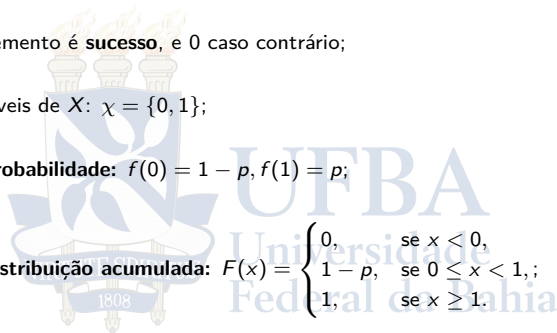 emento é sucesso, e 0 caso contrário;
veis de X: χ = {0, 1};
robabilidade: f(0) = 1 − p, f(1) = p;
UFBA
stribuição acumulada: F(x) = { 0, se x < 0,
1 − p, se 0 ≤ x < 1, ;
1, se x ≥ 1.
Universidade
Federal da Bahia
1808